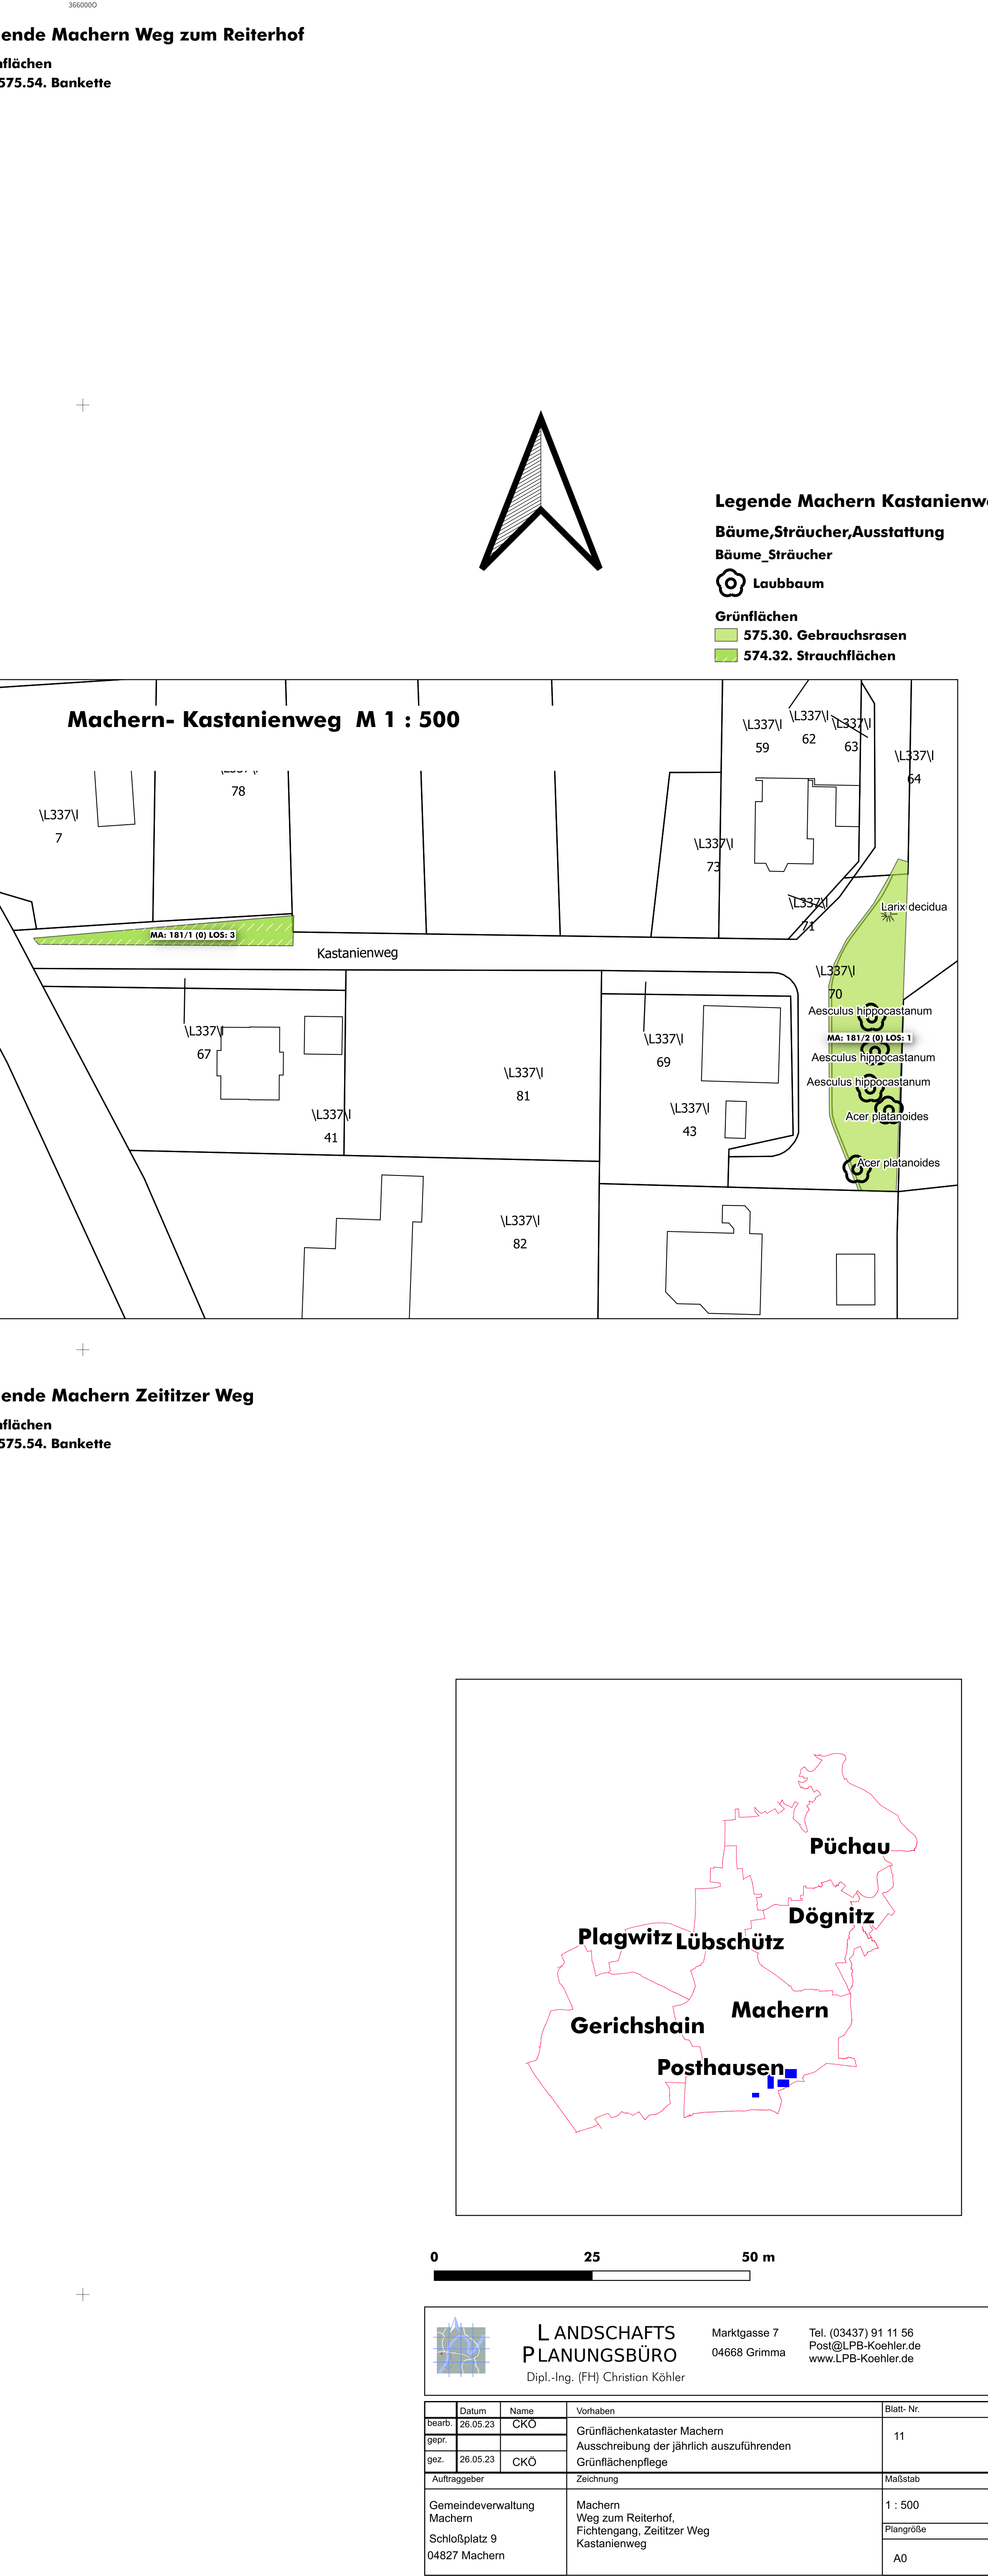 366000O
ende Machern Weg zum Reiterhof
nflächen
575.54. Bankette
Legende Machern Kastanienw
Bäume,Sträucher,Ausstattung
Bäume_Sträucher
Laubbaum
Grünflächen
575.30. Gebrauchsrasen
574.32. Strauchflächen
Machern- Kastanienweg M 1 : 500
\L337\l
59
\L337\l
62
\L337\l
63
\L337\l
64
\L337\l
78
\L337\l
7
\L337\l
73
\L337\l
71
Larix decidua
MA: 181/1 (0) LOS: 3
Kastanienweg
\L337\l
70
Aesculus hippocastanum
MA: 181/2 (0) LOS: 1
Aesculus hippocastanum
Aesculus hippocastanum
Acer platanoides
Acer platanoides
\L337\l
67
\L337\l
69
\L337\l
81
\L337\l
41
\L337\l
43
\L337\l
82
ende Machern Zeititzer Weg
nflächen
575.54. Bankette
Püchau
Dögnitz
Plagwitz
Lübschütz
Machern
Gerichshain
Posthausen
0 25 50 m
LANDSCHAFTS
PLANUNGSBÜRO
Dipl.-Ing. (FH) Christian Köhler
Marktgasse 7
04668 Grimma
Tel. (03437) 91 11 56
Post@LPB-Koehler.de
www.LPB-Koehler.de
Datum Name Vorhaben Blatt- Nr.
bearb. 26.05.23 CKÖ
gepr.
gez. 26.05.23 CKÖ
Grünflächenkataster Machern
Ausschreibung der jährlich auszuführenden
Grünflächenpflege
11
Auftraggeber Zeichnung Maßstab
Gemeindeverwaltung
Machern
Schloßplatz 9
04827 Machern
Machern
Weg zum Reiterhof,
Fichtengang, Zeititzer Weg
Kastanienweg
1 : 500
Plangröße
A0